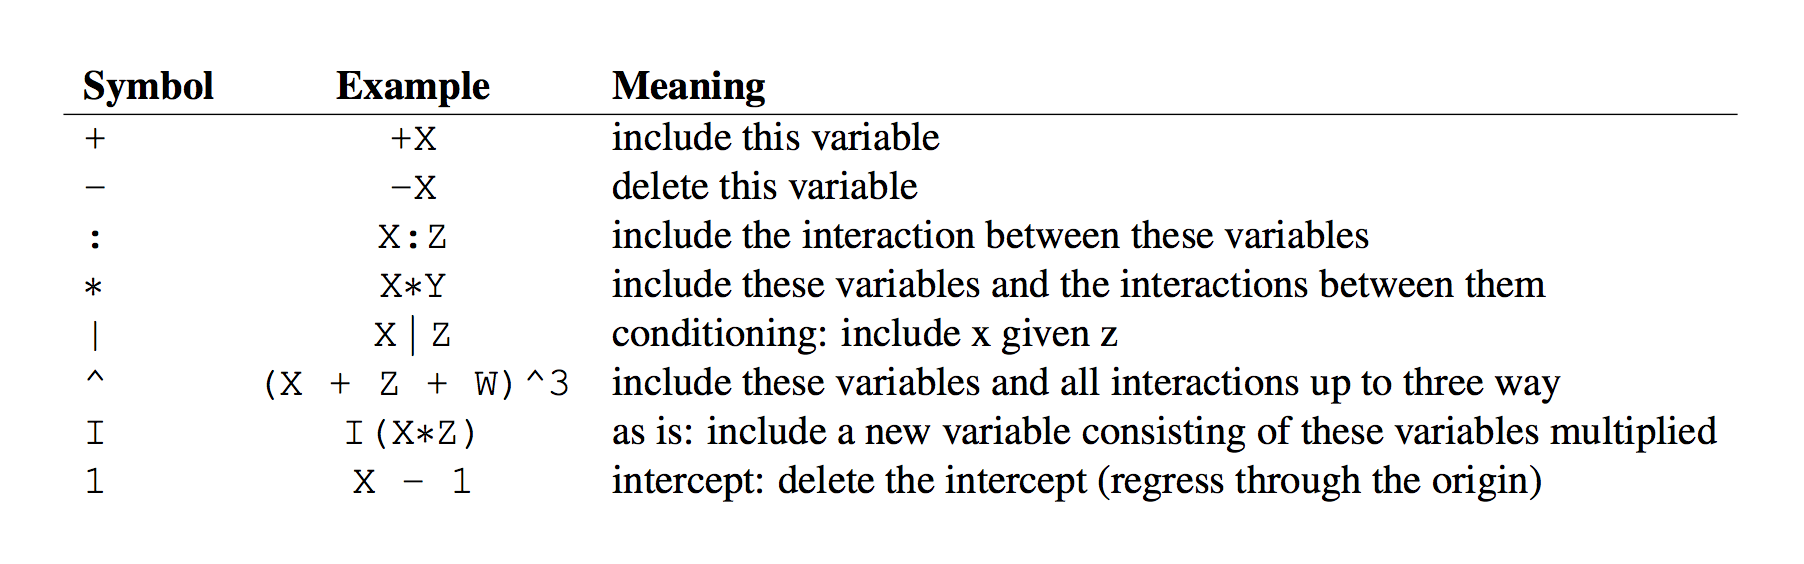 Symbol Example Meaning
+ +X include this variable
− −X delete this variable
: X:Z include the interaction between these variables
* X*Y include these variables and the interactions between them
| X|Z conditioning: include x given z
^ (X + Z + W)^3 include these variables and all interactions up to three way
I I(X*Z) as is: include a new variable consisting of these variables multiplied
1 X − 1 intercept: delete the intercept (regress through the origin)